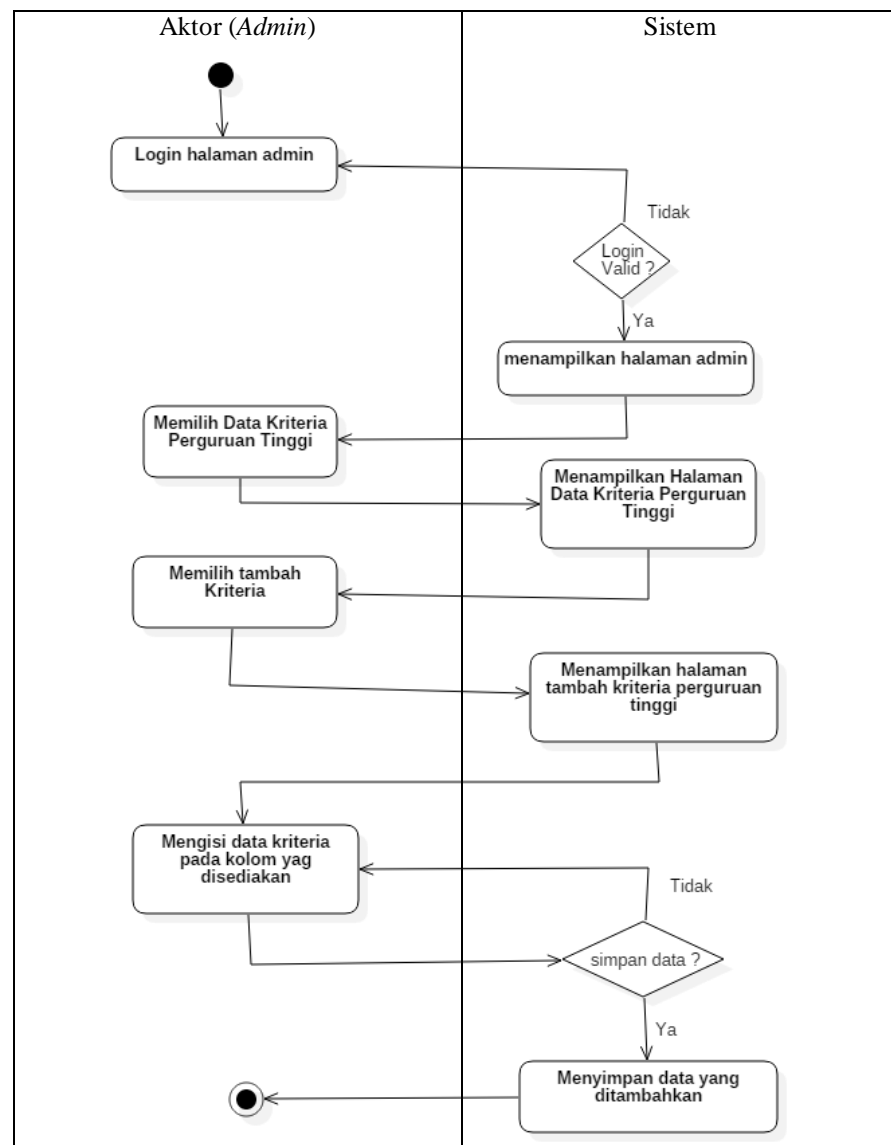 Aktor (Admin)
Sistem
Login halaman admin
Tidak
Login
Valid ?
Ya
menampilkan halaman admin
Memilih Data Kriteria
Perguruan Tinggi
Menampilkan Halaman
Data Kriteria Perguruan
Tinggi
Memilih tambah
Kriteria
Menampilkan halaman
tambah kriteria perguruan
tinggi
Mengisi data kriteria
pada kolom yag
disediakan
Tidak
simpan data ?
Ya
Menyimpan data yang
ditambahkan